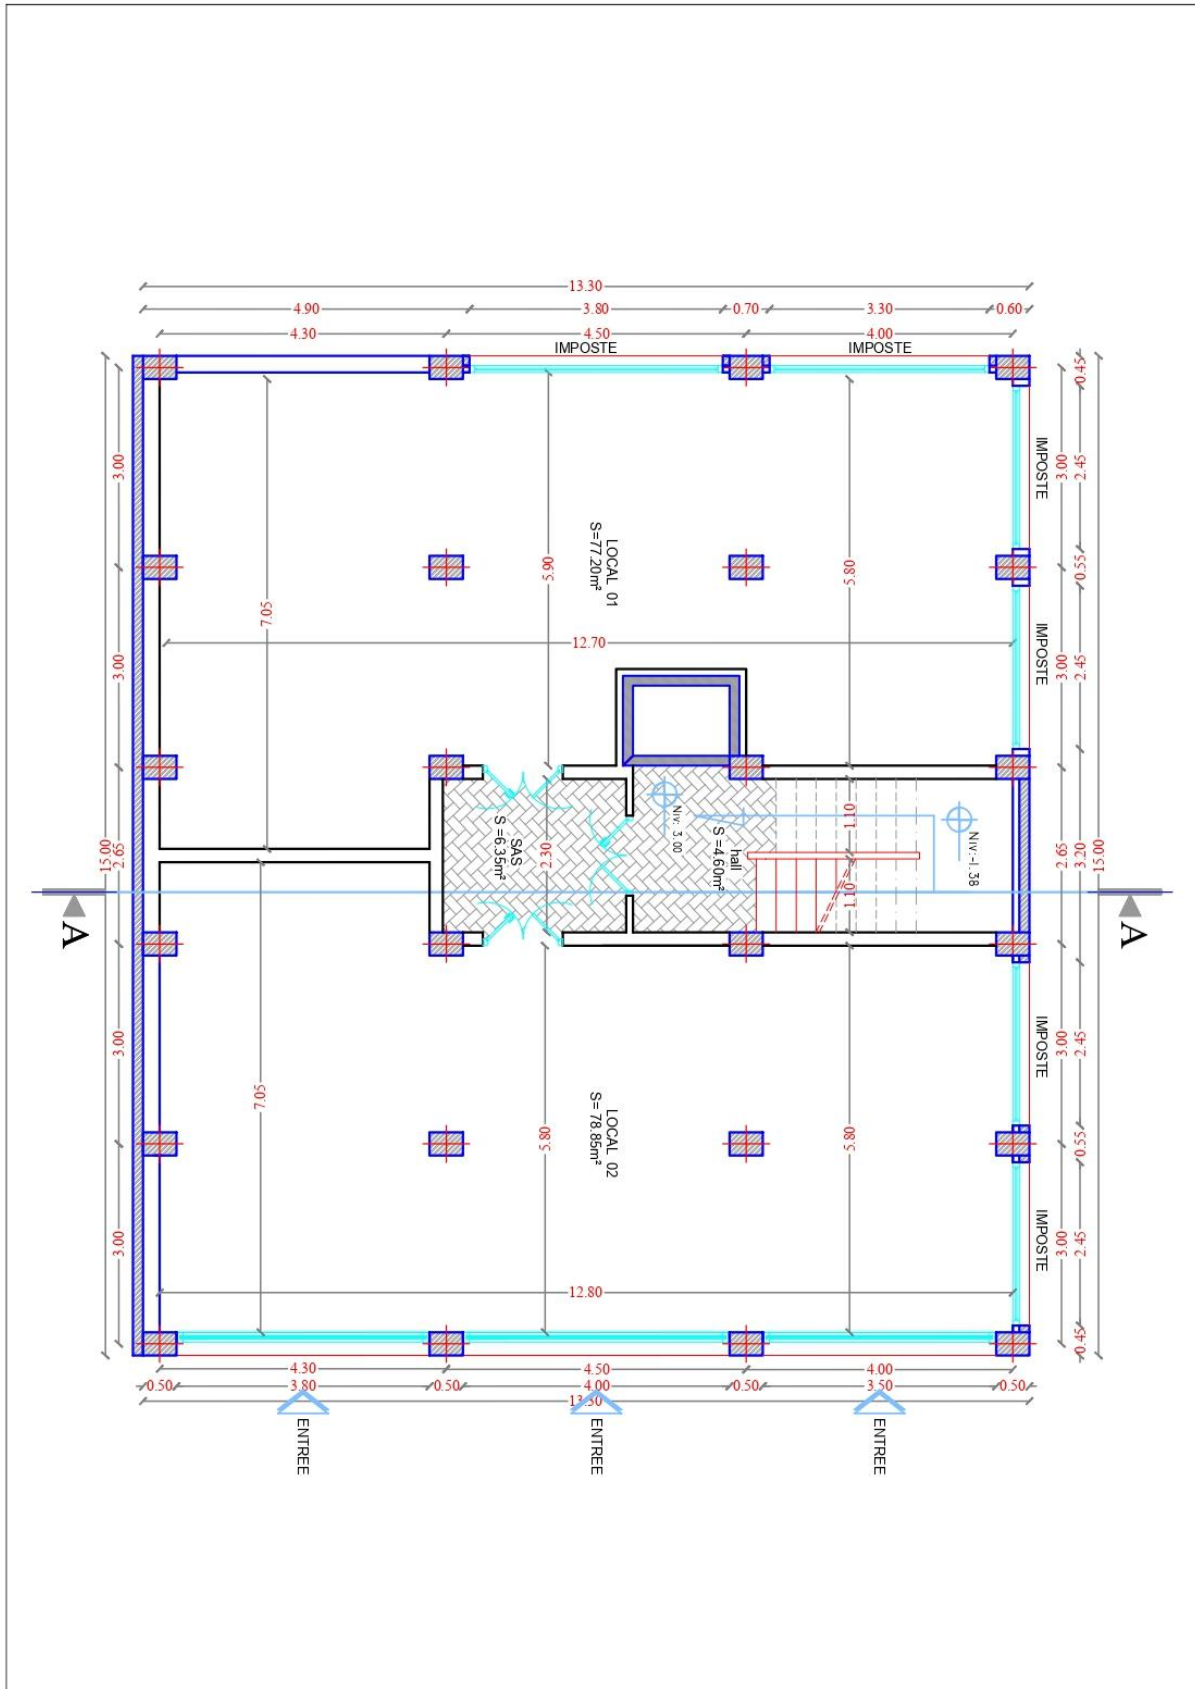 13.30
4.90
3.80
0.70
3.30
0.60
4.30
4.50
4.00
IMPOSTE
IMPOSTE
0.45
3.00
2.45
IMPOSTE
3.00
5.90
5.80
LOCAL 01
S=77.20m²
0.55
7.05
12.70
3.00
3.00
2.45
IMPOSTE
15.00
2.65
1.10
Niv: 3.00
hall
S =4.60m²
SAS
S =6.35m²
2.30
1.10
Niv:-1.38
2.65
3.20
15.00
A
A
3.00
7.05
5.80
5.80
LOCAL 02
S= 78.85m²
IMPOSTE
3.00
2.45
0.55
3.00
12.80
IMPOSTE
3.00
2.45
0.45
4.30
4.50
4.00
0.50
3.80
0.50
4.00
0.50
3.50
0.50
13.30
ENTREE
ENTREE
ENTREE